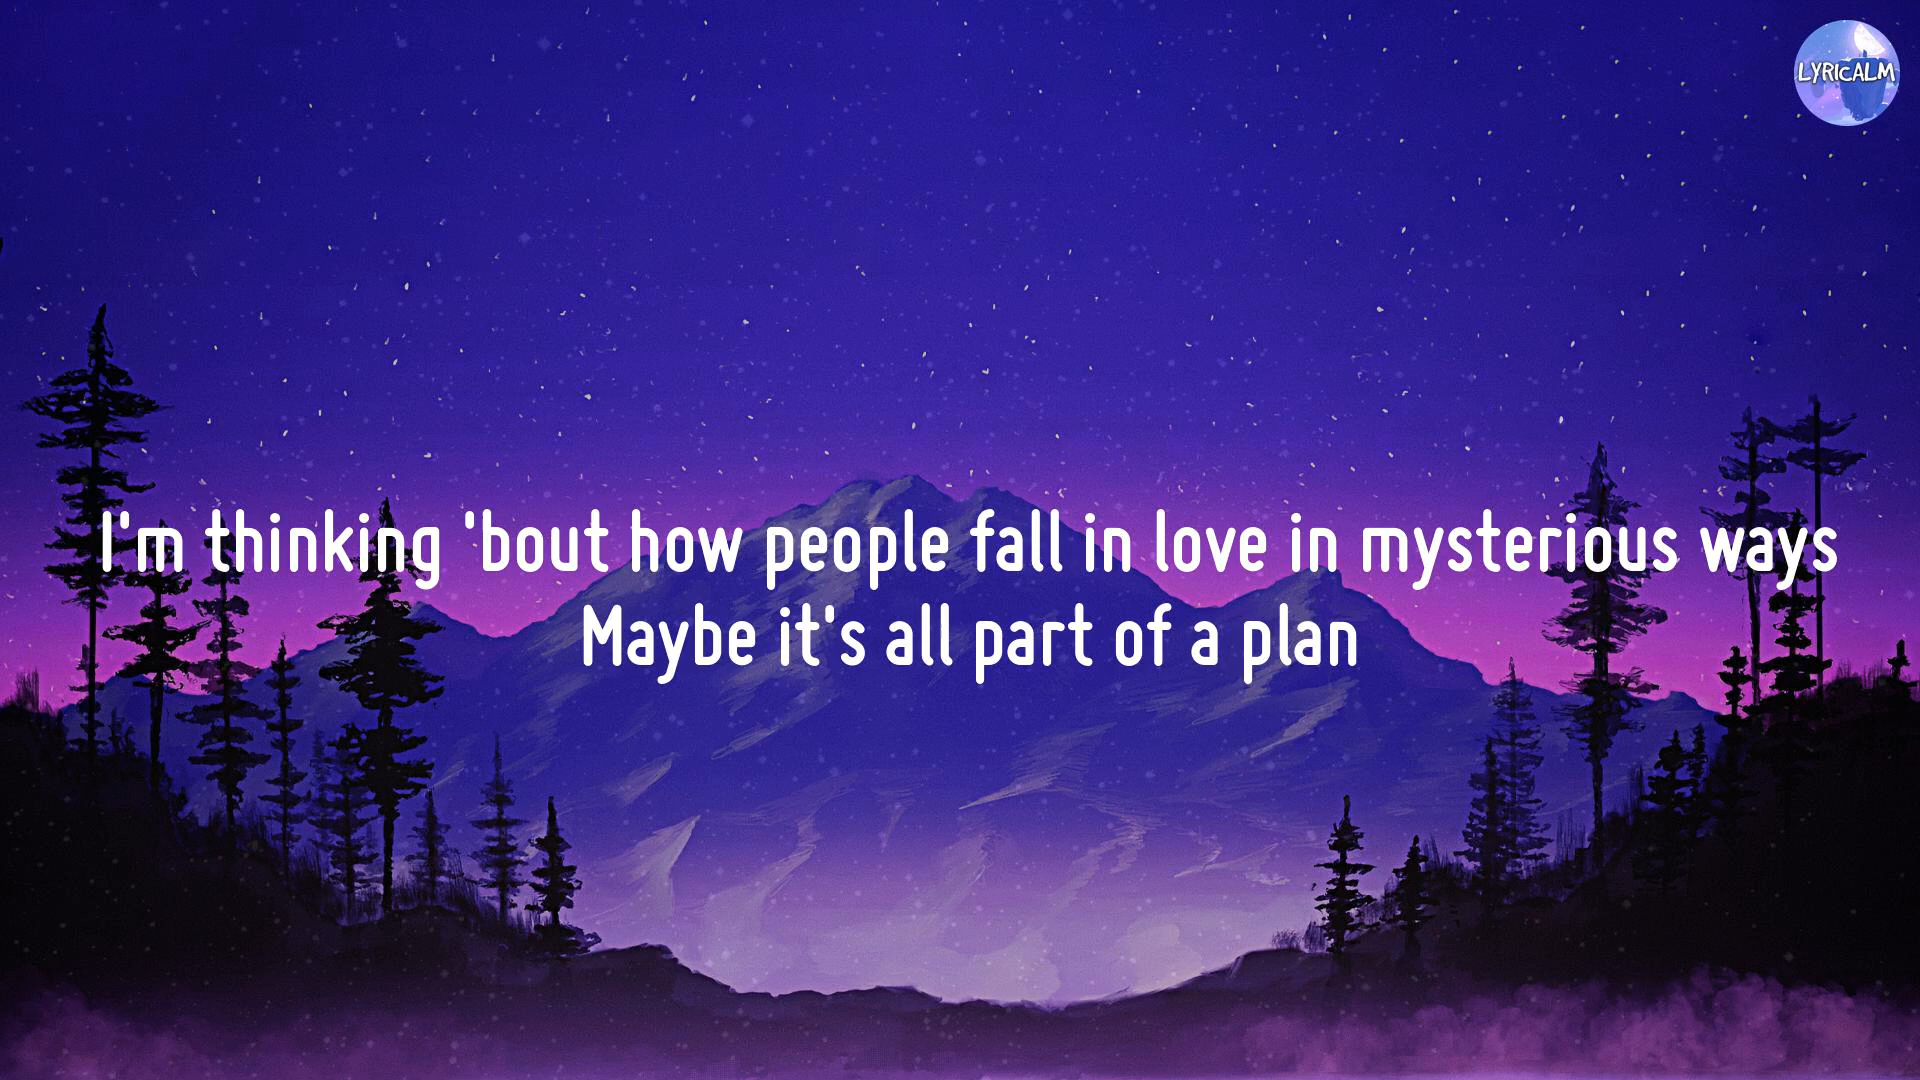 LYRICALM
I'm thinking 'bout how people fall in love in mysterious ways
Maybe it's all part of a plan